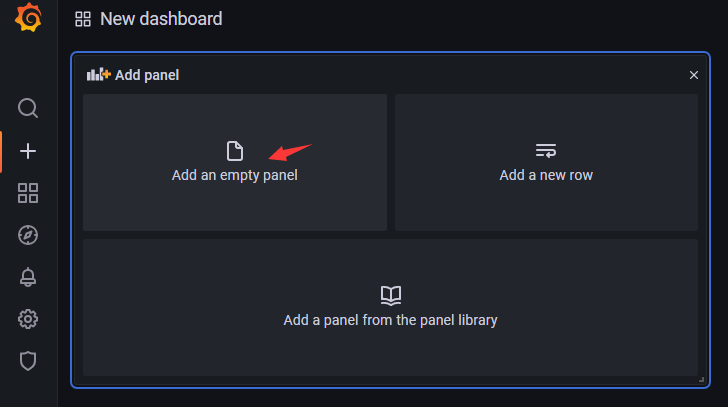 New dashboard
Add panel
Add an empty panel
Add a new row
Add a panel from the panel library